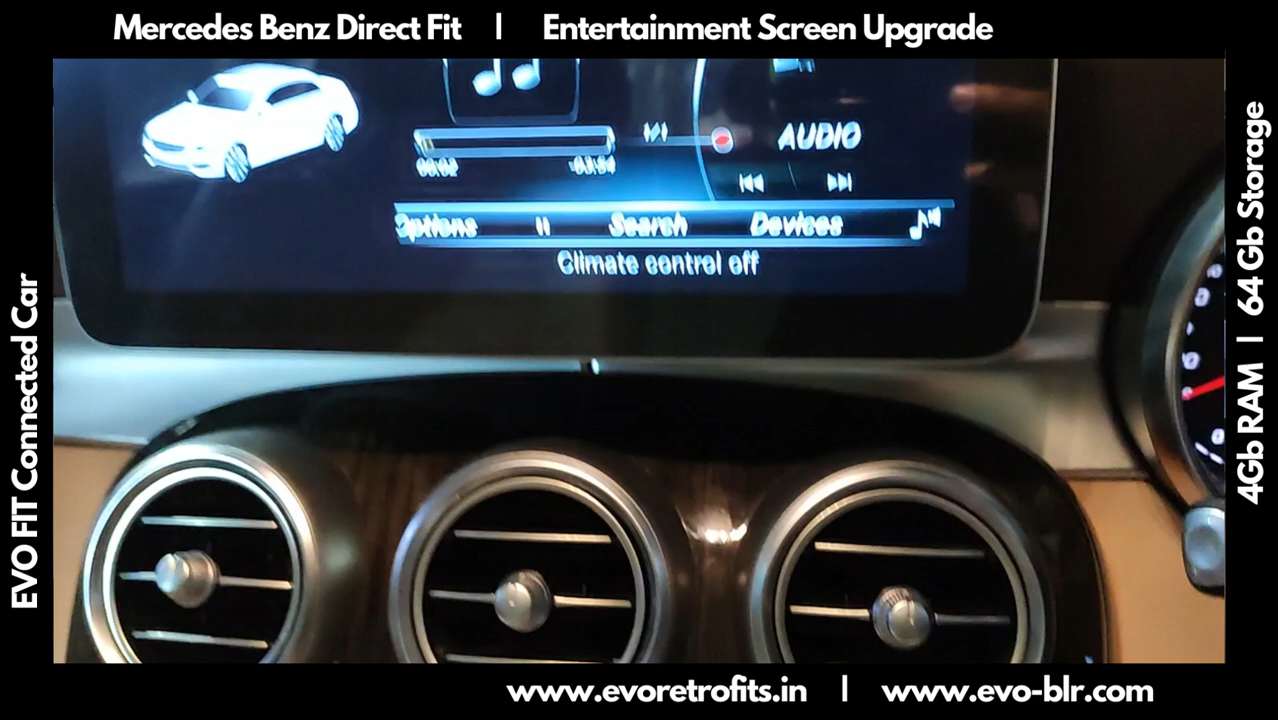 Mercedes Benz Direct Fit | Entertainment Screen Upgrade
EVO FIT Connected Car
AUDIO
Options Search Devices
Climate control off
4Gb RAM | 64 Gb Storage
www.evoretrofits.in | www.evo-blr.com